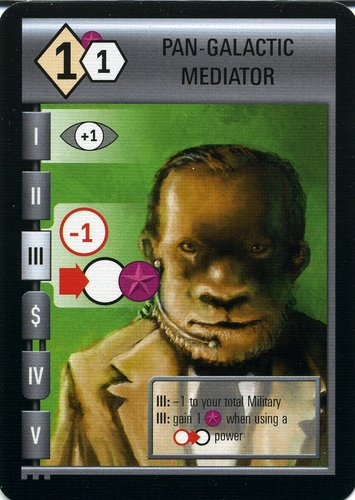 1 1
PAN-GALACTIC
MEDIATOR
I
+1
II
-1
III
$
IV
V
III: -1 to your total Military
III: gain 1 when using a
power